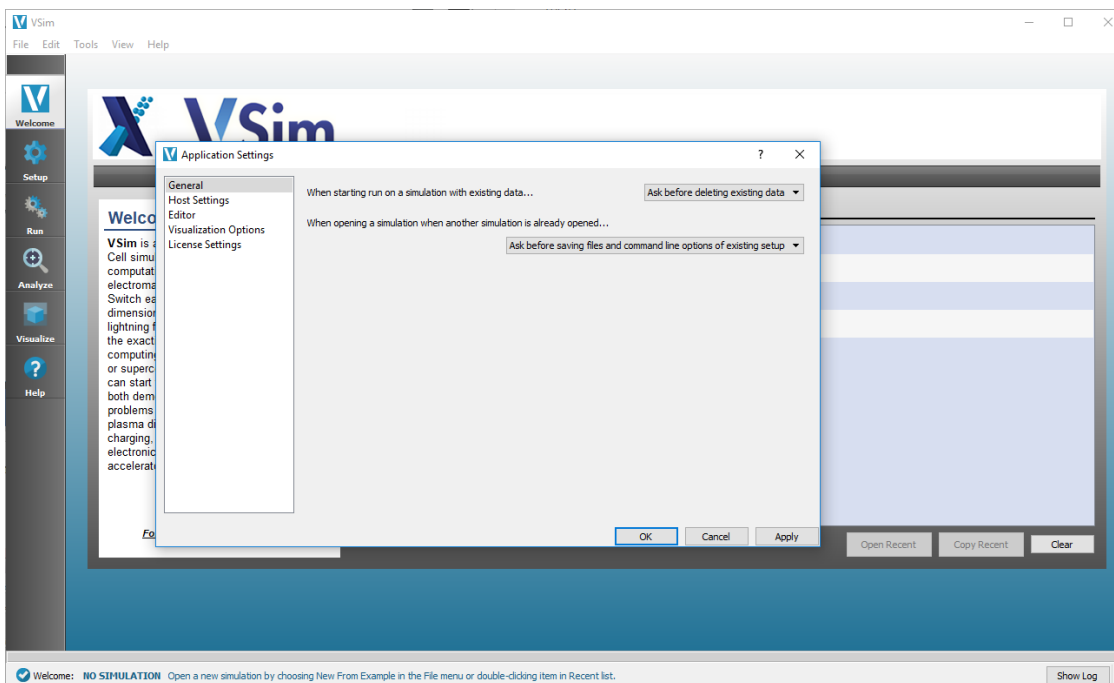 VSim
File Edit Tools View Help
Welcome
Setup
Run
Analyze
Visualize
Help
VSim
Application Settings
?
General
Host Settings
Editor
Visualization Options
License Settings
When starting run on a simulation with existing data...
Ask before deleting existing data
When opening a simulation when another simulation is already opened...
Ask before saving files and command line options of existing setup
OK Cancel Apply
Welco
VSim is a
Cell simul
computat
electroma
Switch ea
dimension
lightning f
the exact
computing
or superc
can start
both dem
problems
plasma di
charging,
electronic
accelerato
Fo
Open Recent Copy Recent Clear
Welcome: NO SIMULATION Open a new simulation by choosing New From Example in the File menu or double-clicking item in Recent list.
Show Log